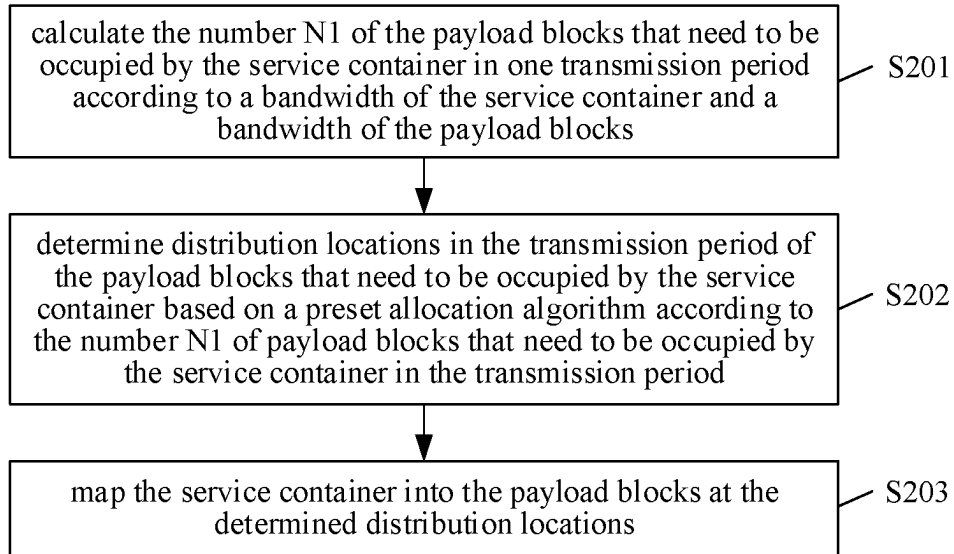 calculate the number N1 of the payload blocks that need to be
occupied by the service container in one transmission period
according to a bandwidth of the service container and a
bandwidth of the payload blocks
S201
determine distribution locations in the transmission period of
the payload blocks that need to be occupied by the service
container based on a preset allocation algorithm according to
the number N1 of payload blocks that need to be occupied by
the service container in the transmission period
S202
map the service container into the payload blocks at the
determined distribution locations
S203